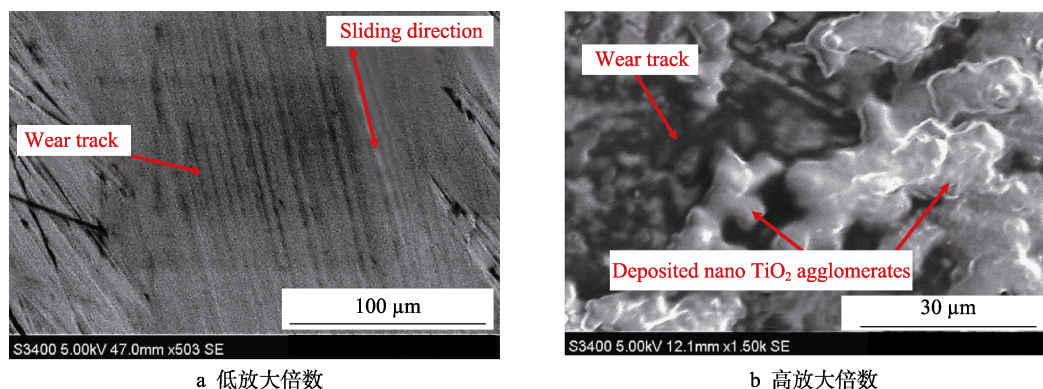 Sliding direction
Wear track
100 μm
S3400 5.00kV 47.0mm x503 SE
a 低放大倍数
Wear track
Deposited nano TiO₂ agglomerates
30 μm
S3400 5.00kV 12.1mm x1.50k SE
b 高放大倍数